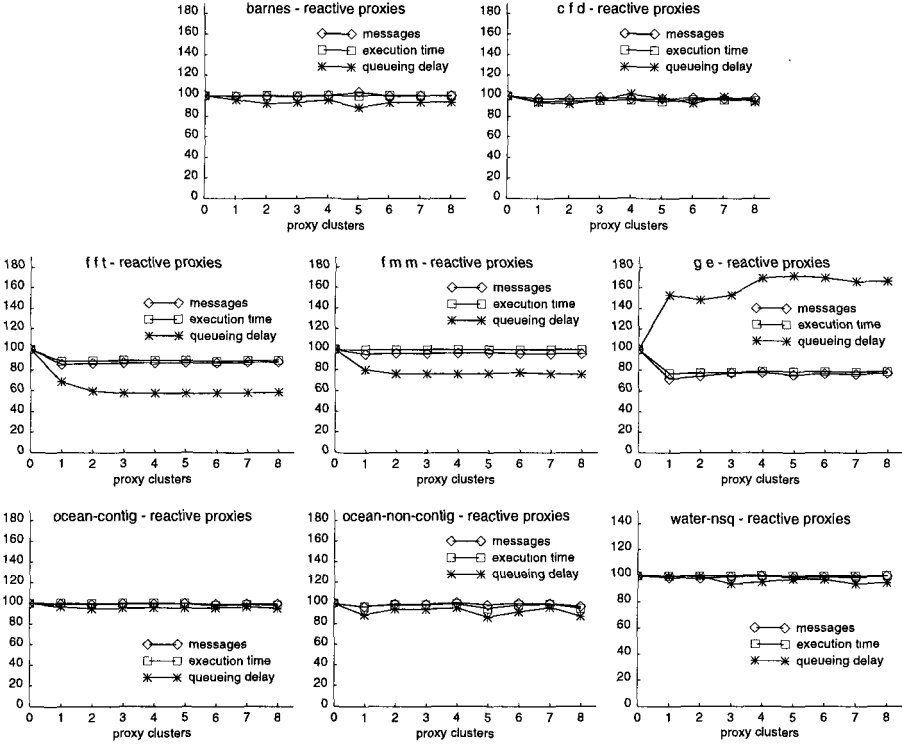 barnes - reactive proxies
180
160
140
120
100
80
60
40
20
0
messages
execution time
queueing delay
0 1 2 3 4 5 6 7 8
proxy clusters
c f d - reactive proxies
180
160
140
120
100
80
60
40
20
0
messages
execution time
queueing delay
0 1 2 3 4 5 6 7 8
proxy clusters
f f t - reactive proxies
180
160
140
120
100
80
60
40
20
0
messages
execution time
queueing delay
0 1 2 3 4 5 6 7 8
proxy clusters
f m m - reactive proxies
180
160
140
120
100
80
60
40
20
0
messages
execution time
queueing delay
0 1 2 3 4 5 6 7 8
proxy clusters
g e - reactive proxies
180
160
140
120
100
80
60
40
20
0
messages
execution time
queueing delay
0 1 2 3 4 5 6 7 8
proxy clusters
ocean-contig - reactive proxies
180
160
140
120
100
80
60
40
20
0
messages
execution time
queueing delay
0 1 2 3 4 5 6 7 8
proxy clusters
ocean-non-contig - reactive proxies
180
160
140
120
100
80
60
40
20
0
messages
execution time
queueing delay
0 1 2 3 4 5 6 7 8
proxy clusters
water-nsq - reactive proxies
140
120
100
80
60
40
20
0
messages
execution time
queueing delay
0 1 2 3 4 5 6 7 8
proxy clusters